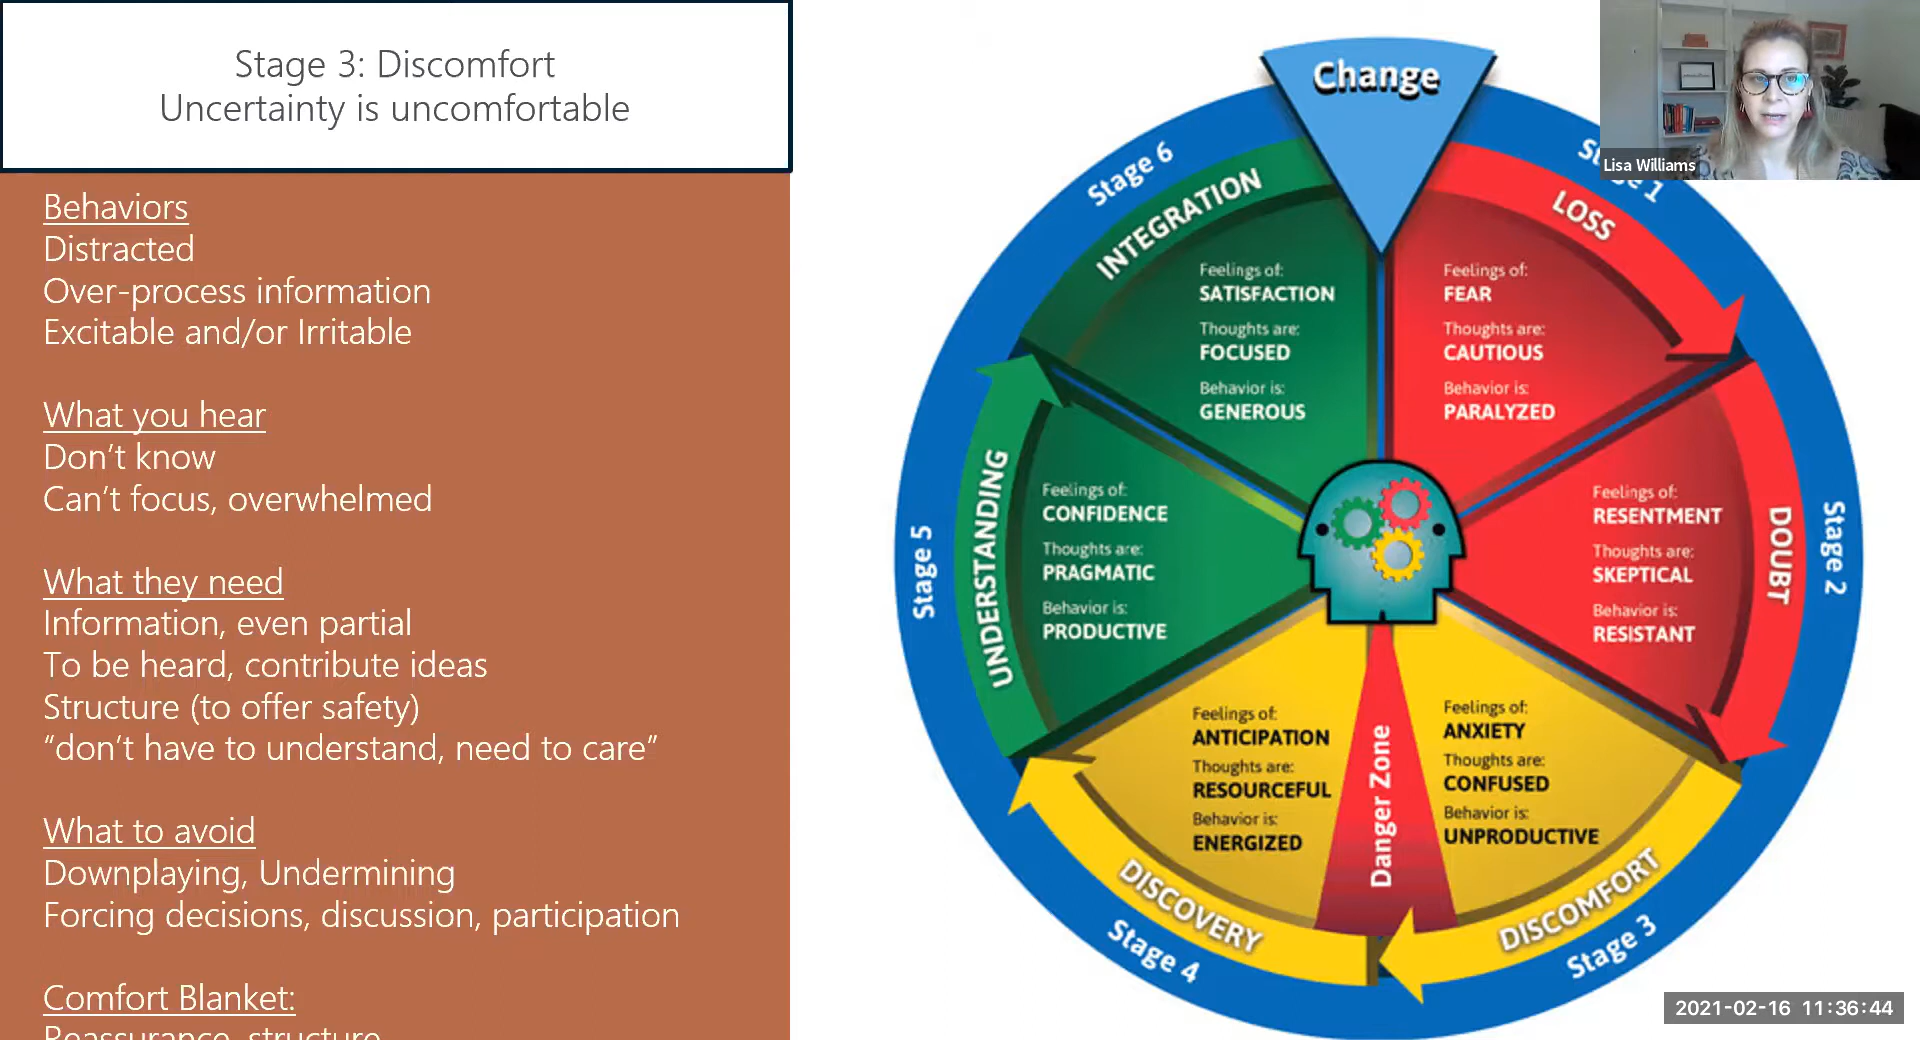 Stage 3: Discomfort
Uncertainty is uncomfortable
Behaviors
Distracted
Over-process information
Excitable and/or Irritable
What you hear
Don't know
Can't focus, overwhelmed
What they need
Information, even partial
To be heard, contribute ideas
Structure (to offer safety)
"don't have to understand, need to care"
What to avoid
Downplaying, Undermining
Forcing decisions, discussion, participation
Comfort Blanket:
Reassurance, structure
Change
Stage 1
LOSS
Feelings of:
FEAR
Thoughts are:
CAUTIOUS
Behavior is:
PARALYZED
Stage 2
DOUBT
Feelings of:
RESENTMENT
Thoughts are:
SKEPTICAL
Behavior is:
RESISTANT
Stage 3
DISCOMFORT
Feelings of:
ANXIETY
Thoughts are:
CONFUSED
Behavior is:
UNPRODUCTIVE
Danger Zone
Stage 4
DISCOVERY
Feelings of:
ANTICIPATION
Thoughts are:
RESOURCEFUL
Behavior is:
ENERGIZED
Stage 5
UNDERSTANDING
Feelings of:
CONFIDENCE
Thoughts are:
PRAGMATIC
Behavior is:
PRODUCTIVE
Stage 6
INTEGRATION
Feelings of:
SATISFACTION
Thoughts are:
FOCUSED
Behavior is:
GENEROUS
Lisa Williams
2021-02-16 11:36:44